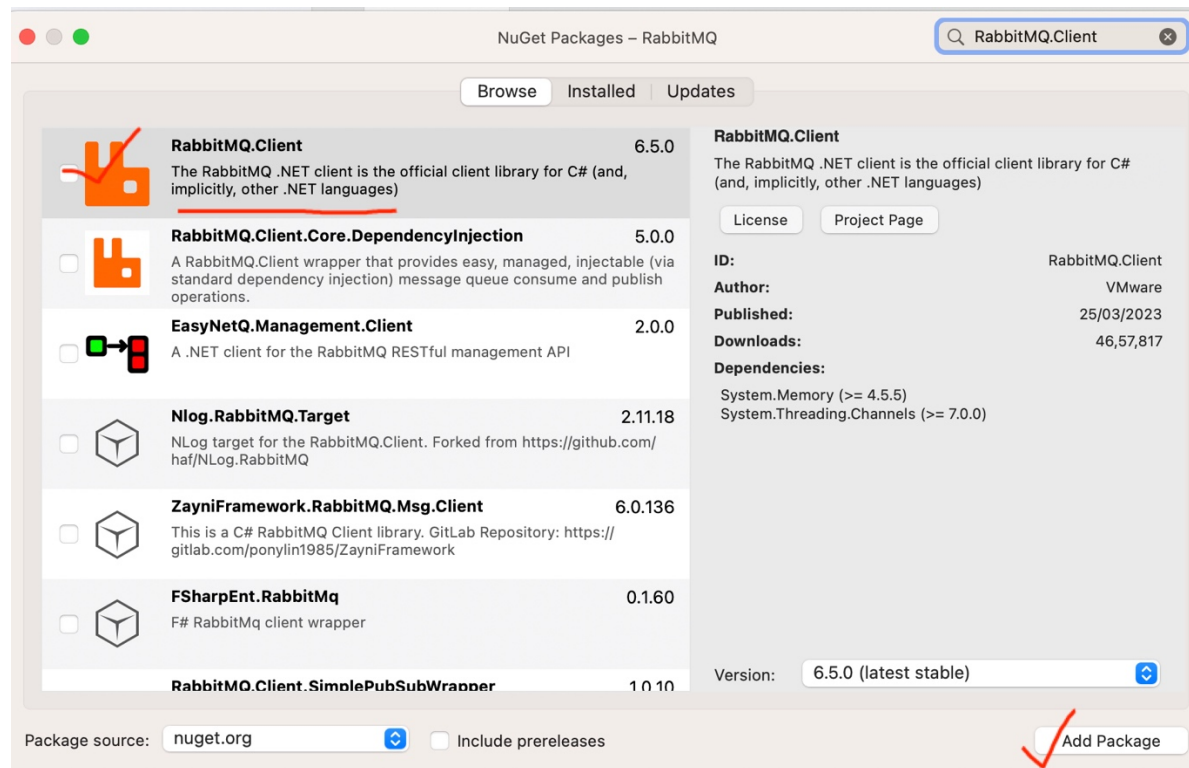 NuGet Packages – RabbitMQ
RabbitMQ.Client
Browse
Installed
Updates
RabbitMQ.Client
6.5.0
The RabbitMQ .NET client is the official client library for C# (and,
implicitly, other .NET languages)
RabbitMQ.Client.Core.DependencyInjection
5.0.0
A RabbitMQ.Client wrapper that provides easy, managed, injectable (via
standard dependency injection) message queue consume and publish
operations.
EasyNetQ.Management.Client
2.0.0
A .NET client for the RabbitMQ RESTful management API
Nlog.RabbitMQ.Target
2.11.18
NLog target for the RabbitMQ.Client. Forked from https://github.com/
haf/NLog.RabbitMQ
ZayniFramework.RabbitMQ.Msg.Client
6.0.136
This is a C# RabbitMQ Client library. GitLab Repository: https://
gitlab.com/ponylin1985/ZayniFramework
FSharpEnt.RabbitMq
0.1.60
F# RabbitMq client wrapper
RabbitMQ.Client.SimplePubSubWrapper
1.0.10
RabbitMQ.Client
The RabbitMQ .NET client is the official client library for C#
(and, implicitly, other .NET languages)
License
Project Page
ID:
RabbitMQ.Client
Author:
VMware
Published:
25/03/2023
Downloads:
46,57,817
Dependencies:
System.Memory (>= 4.5.5)
System.Threading.Channels (>= 7.0.0)
Version:
6.5.0 (latest stable)
Package source:
nuget.org
Include prereleases
Add Package